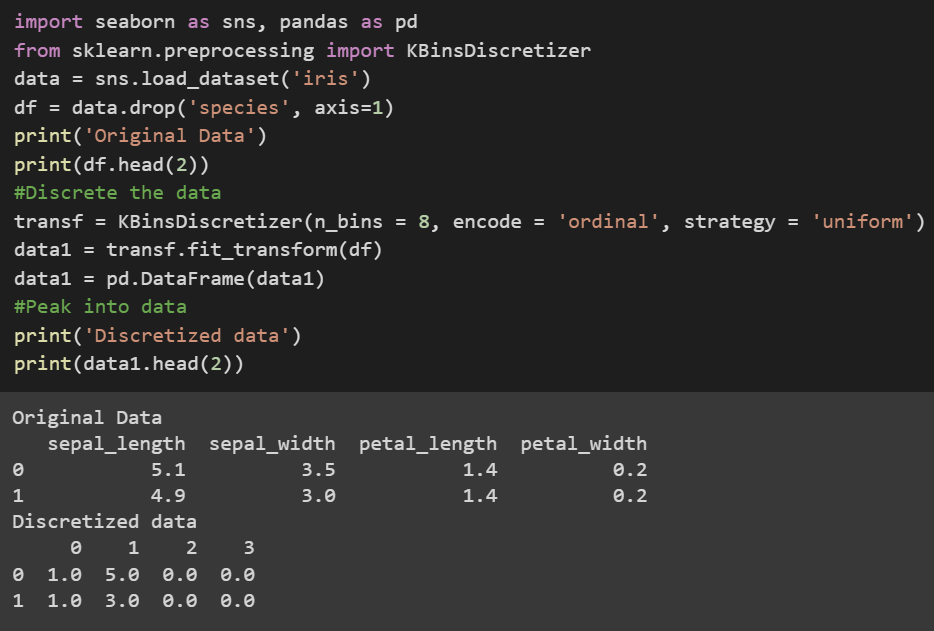 import seaborn as sns, pandas as pd
from sklearn.preprocessing import KBinsDiscretizer
data = sns.load_dataset('iris')
df = data.drop('species', axis=1)
print('Original Data')
print(df.head(2))
#Discrete the data
transf = KBinsDiscretizer(n_bins = 8, encode = 'ordinal', strategy = 'uniform')
data1 = transf.fit_transform(df)
data1 = pd.DataFrame(data1)
#Peak into data
print('Discretized data')
print(data1.head(2))
Original Data
   sepal_length  sepal_width  petal_length  petal_width
0           5.1          3.5           1.4          0.2
1           4.9          3.0           1.4          0.2
Discretized data
     0    1    2    3
0  1.0  5.0  0.0  0.0
1  1.0  3.0  0.0  0.0